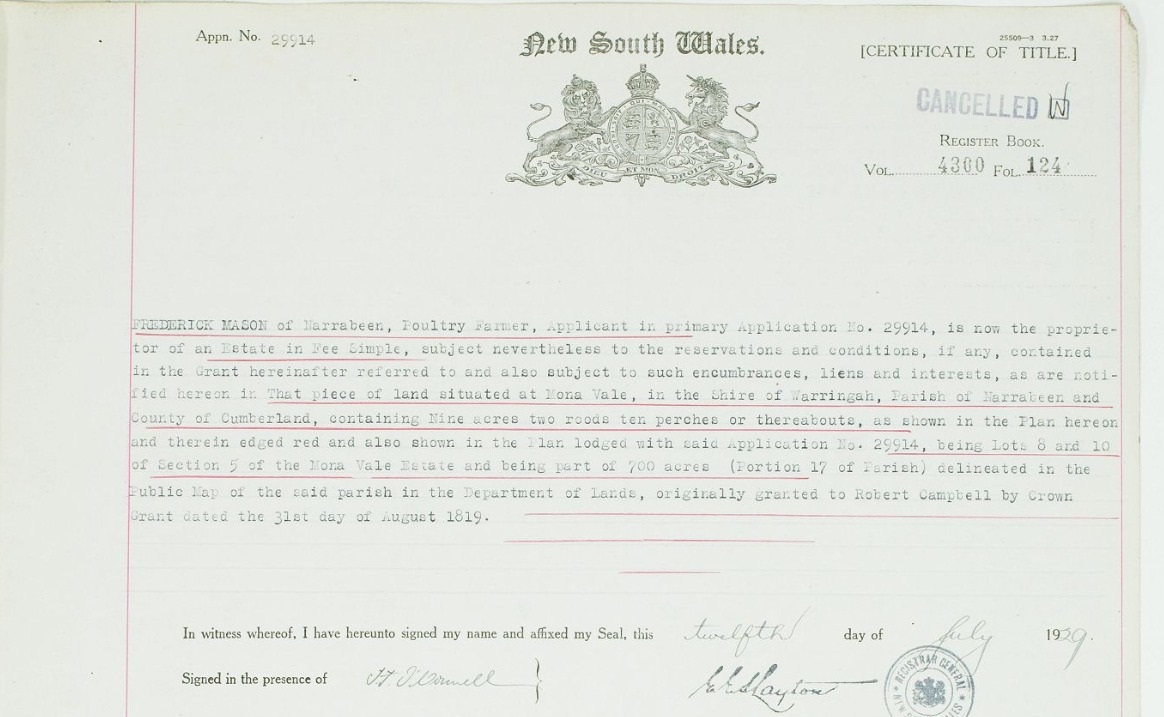 Appn. No. 29914
New South Wales.
25509—3 3.27
[CERTIFICATE OF TITLE.]
CANCELLED
REGISTER BOOK.
VOL. 4300 FOL. 124
DIEU ET MON DROIT
FREDERICK MASON of Narrabeen, Poultry Farmer, Applicant in primary Application No. 29914, is now the proprie-
tor of an Estate in Fee Simple, subject nevertheless to the reservations and conditions, if any, contained
in the Grant hereinafter referred to and also subject to such encumbrances, liens and interests, as are noti-
fied hereon in That piece of land situated at Mona Vale, in the Shire of Warringah, Parish of Narrabeen and
County of Cumberland, containing Nine acres two roods ten perches or thereabouts, as shown in the Plan hereon
and therein edged red and also shown in the Plan lodged with said Application No. 29914, being Lots 8 and 10
of Section 5 of the Mona Vale Estate and being part of 700 acres (Portion 17 of Parish) delineated in the
Public Map of the said parish in the Department of Lands, originally granted to Robert Campbell by Crown
Grant dated the 31st day of August 1819.
In witness whereof, I have hereunto signed my name and affixed my Seal, this twelfth day of July 1929.
Signed in the presence of
REGISTRAR GENERAL